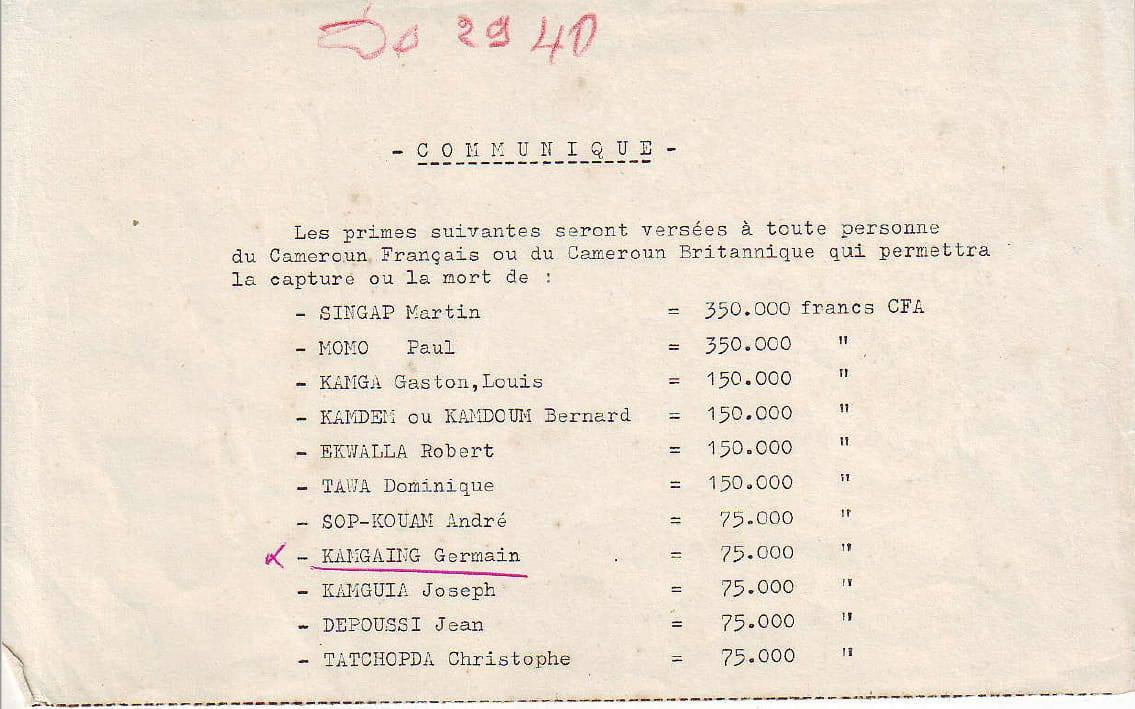 29 40
- C O M M U N I Q U E -
Les primes suivantes seront versées à toute personne
du Cameroun Français ou du Cameroun Britannique qui permettra
la capture ou la mort de :
- SINGAP Martin = 350.000 francs CFA
- MOMO Paul = 350.000 "
- KAMGA Gaston,Louis = 150.000 "
- KAMDEM ou KAMDOUM Bernard = 150.000 "
- EKWALLA Robert = 150.000 "
- TAWA Dominique = 150.000 "
- SOP-KOUAM André = 75.000 "
- KAMGAING Germain = 75.000 "
- KAMGUIA Joseph = 75.000 "
- DEPOUSSI Jean = 75.000 "
- TATCHOPDA Christophe = 75.000 "